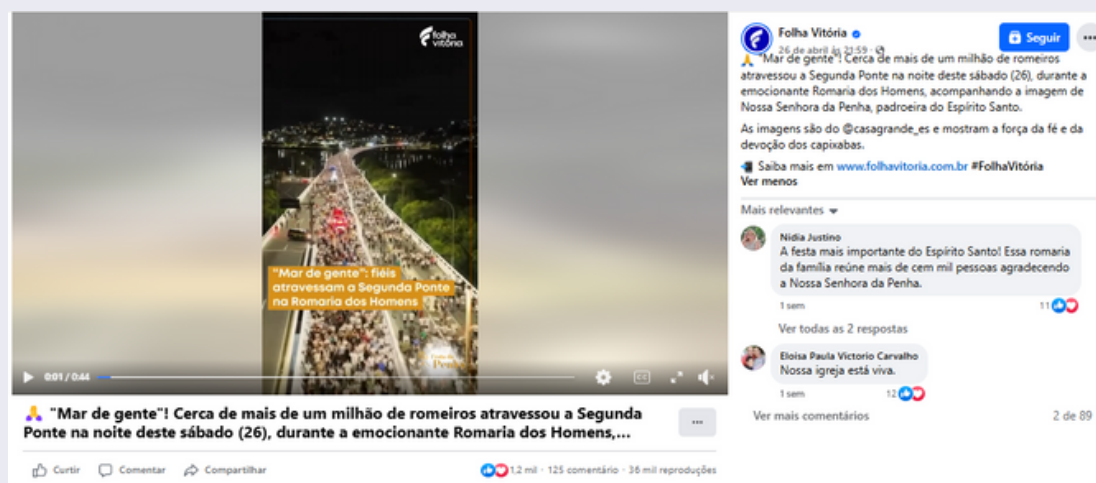 folha
vitória
"Mar de gente": fiéis
atravessam a Segunda Ponte
na Romaria dos Homens
Festa da
Penha
0:01 / 0:44
CC
🙏 "Mar de gente"! Cerca de mais de um milhão de romeiros atravessou a Segunda
Ponte na noite deste sábado (26), durante a emocionante Romaria dos Homens,...
Curtir
Comentar
Compartilhar
1,2 mil · 125 comentário · 36 mil reproduções
Folha Vitória
Seguir
26 de abril às 21:59 ·
🙏 "Mar de gente"! Cerca de mais de um milhão de romeiros
atravessou a Segunda Ponte na noite deste sábado (26), durante a
emocionante Romaria dos Homens, acompanhando a imagem de
Nossa Senhora da Penha, padroeira do Espírito Santo.
As imagens são do @casagrande_es e mostram a força da fé e da
devoção dos capixabas.
📲 Saiba mais em www.folhavitoria.com.br #FolhaVitória
Ver menos
Mais relevantes
Nidia Justino
A festa mais importante do Espírito Santo! Essa romaria
da família reúne mais de cem mil pessoas agradecendo
a Nossa Senhora da Penha.
1 sem
11
Ver todas as 2 respostas
Eloisa Paula Victorio Carvalho
Nossa igreja está viva.
1 sem
12
Ver mais comentários
2 de 89